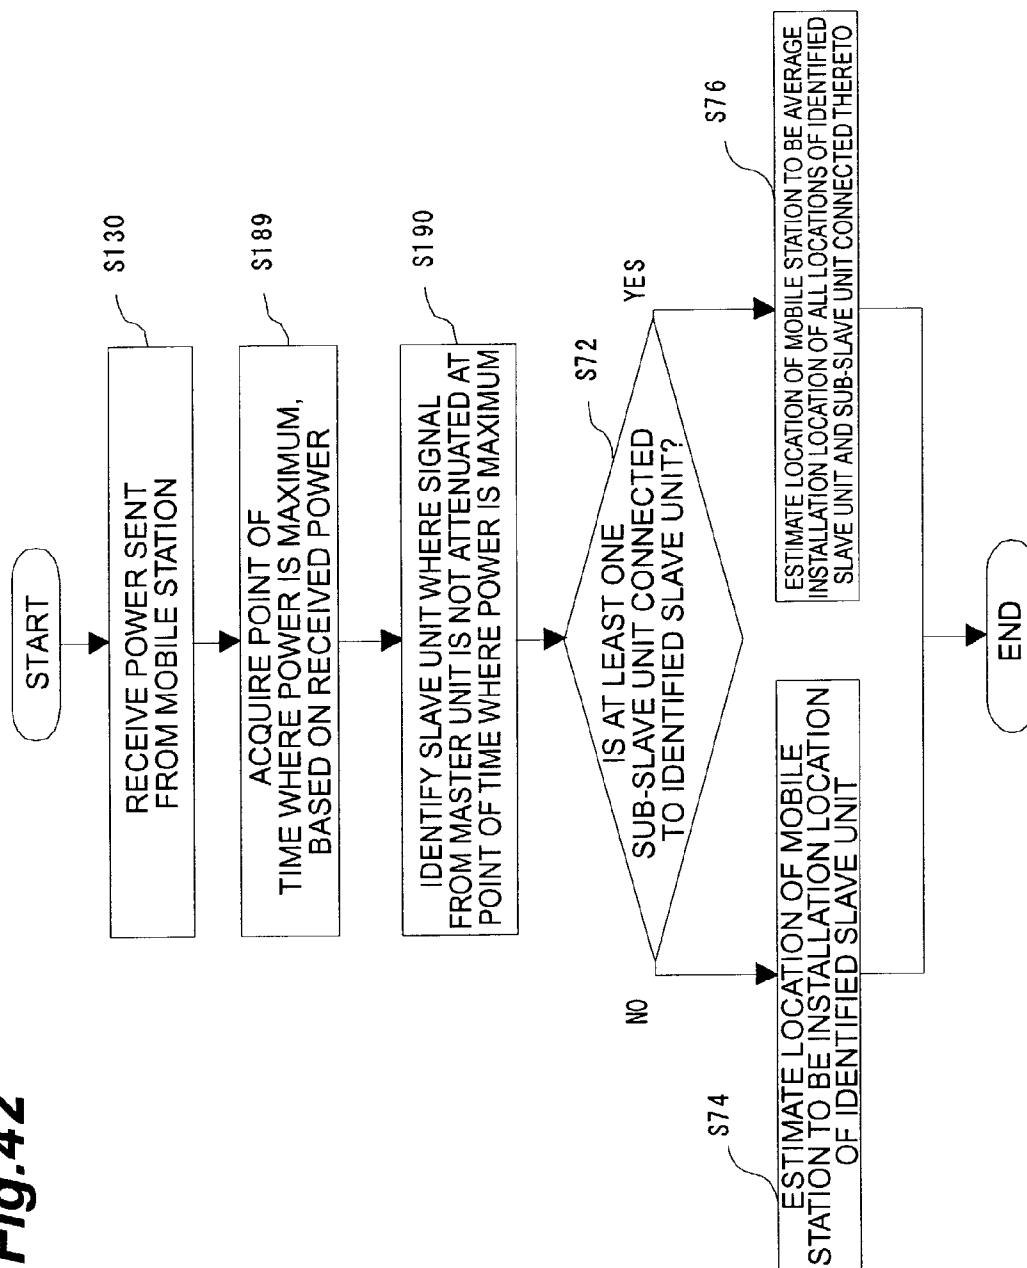 Fig.42
START
RECEIVE POWER SENT
FROM MOBILE STATION
S130
ACQUIRE POINT OF
TIME WHERE POWER IS MAXIMUM,
BASED ON RECEIVED POWER
S189
IDENTIFY SLAVE UNIT WHERE SIGNAL
FROM MASTER UNIT IS NOT ATTENUATED AT
POINT OF TIME WHERE POWER IS MAXIMUM
S190
IS AT LEAST ONE
SUB-SLAVE UNIT CONNECTED
TO IDENTIFIED SLAVE UNIT?
S72
NO
YES
S74
ESTIMATE LOCATION OF MOBILE
STATION TO BE INSTALLATION LOCATION
OF IDENTIFIED SLAVE UNIT
S76
ESTIMATE LOCATION OF MOBILE STATION TO BE AVERAGE
INSTALLATION LOCATION OF ALL LOCATIONS OF IDENTIFIED
SLAVE UNIT AND SUB-SLAVE UNIT CONNECTED THERETO
END